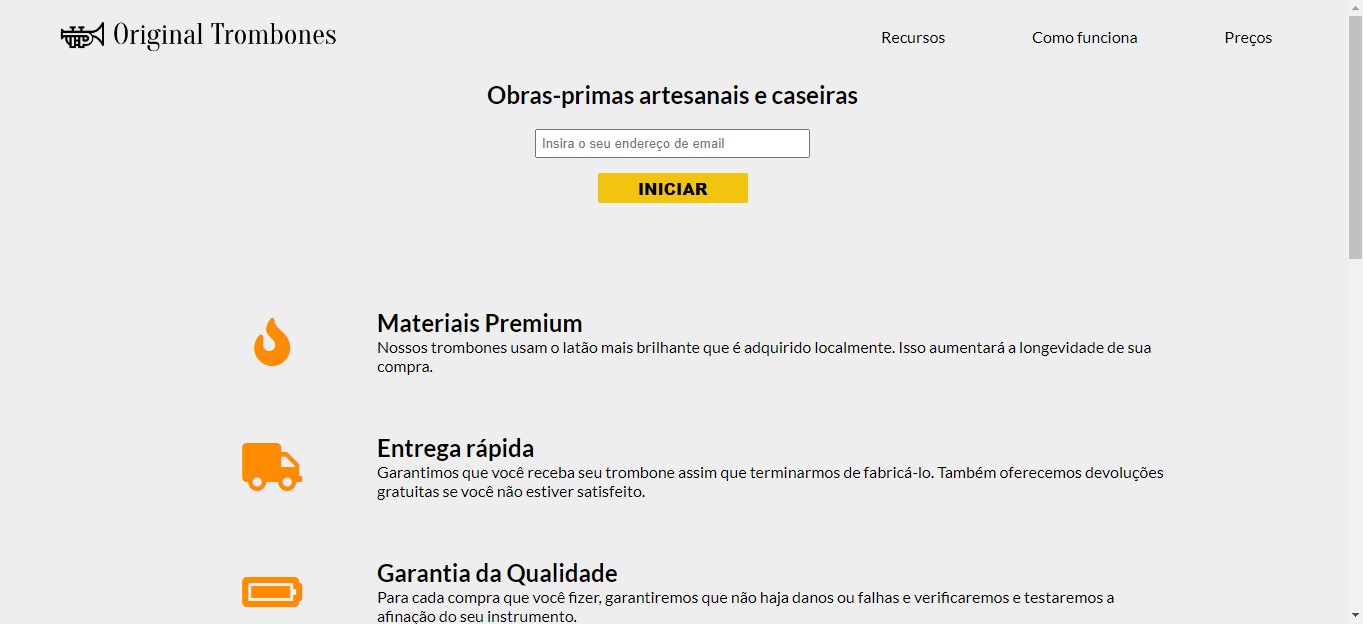 Original Trombones
Recursos
Como funciona
Preços
Obras-primas artesanais e caseiras
Insira o seu endereço de email
INICIAR
Materiais Premium
Nossos trombones usam o latão mais brilhante que é adquirido localmente. Isso aumentará a longevidade de sua
compra.
Entrega rápida
Garantimos que você receba seu trombone assim que terminarmos de fabricá-lo. Também oferecemos devoluções
gratuitas se você não estiver satisfeito.
Garantia da Qualidade
Para cada compra que você fizer, garantiremos que não haja danos ou falhas e verificaremos e testaremos a
afinação do seu instrumento.